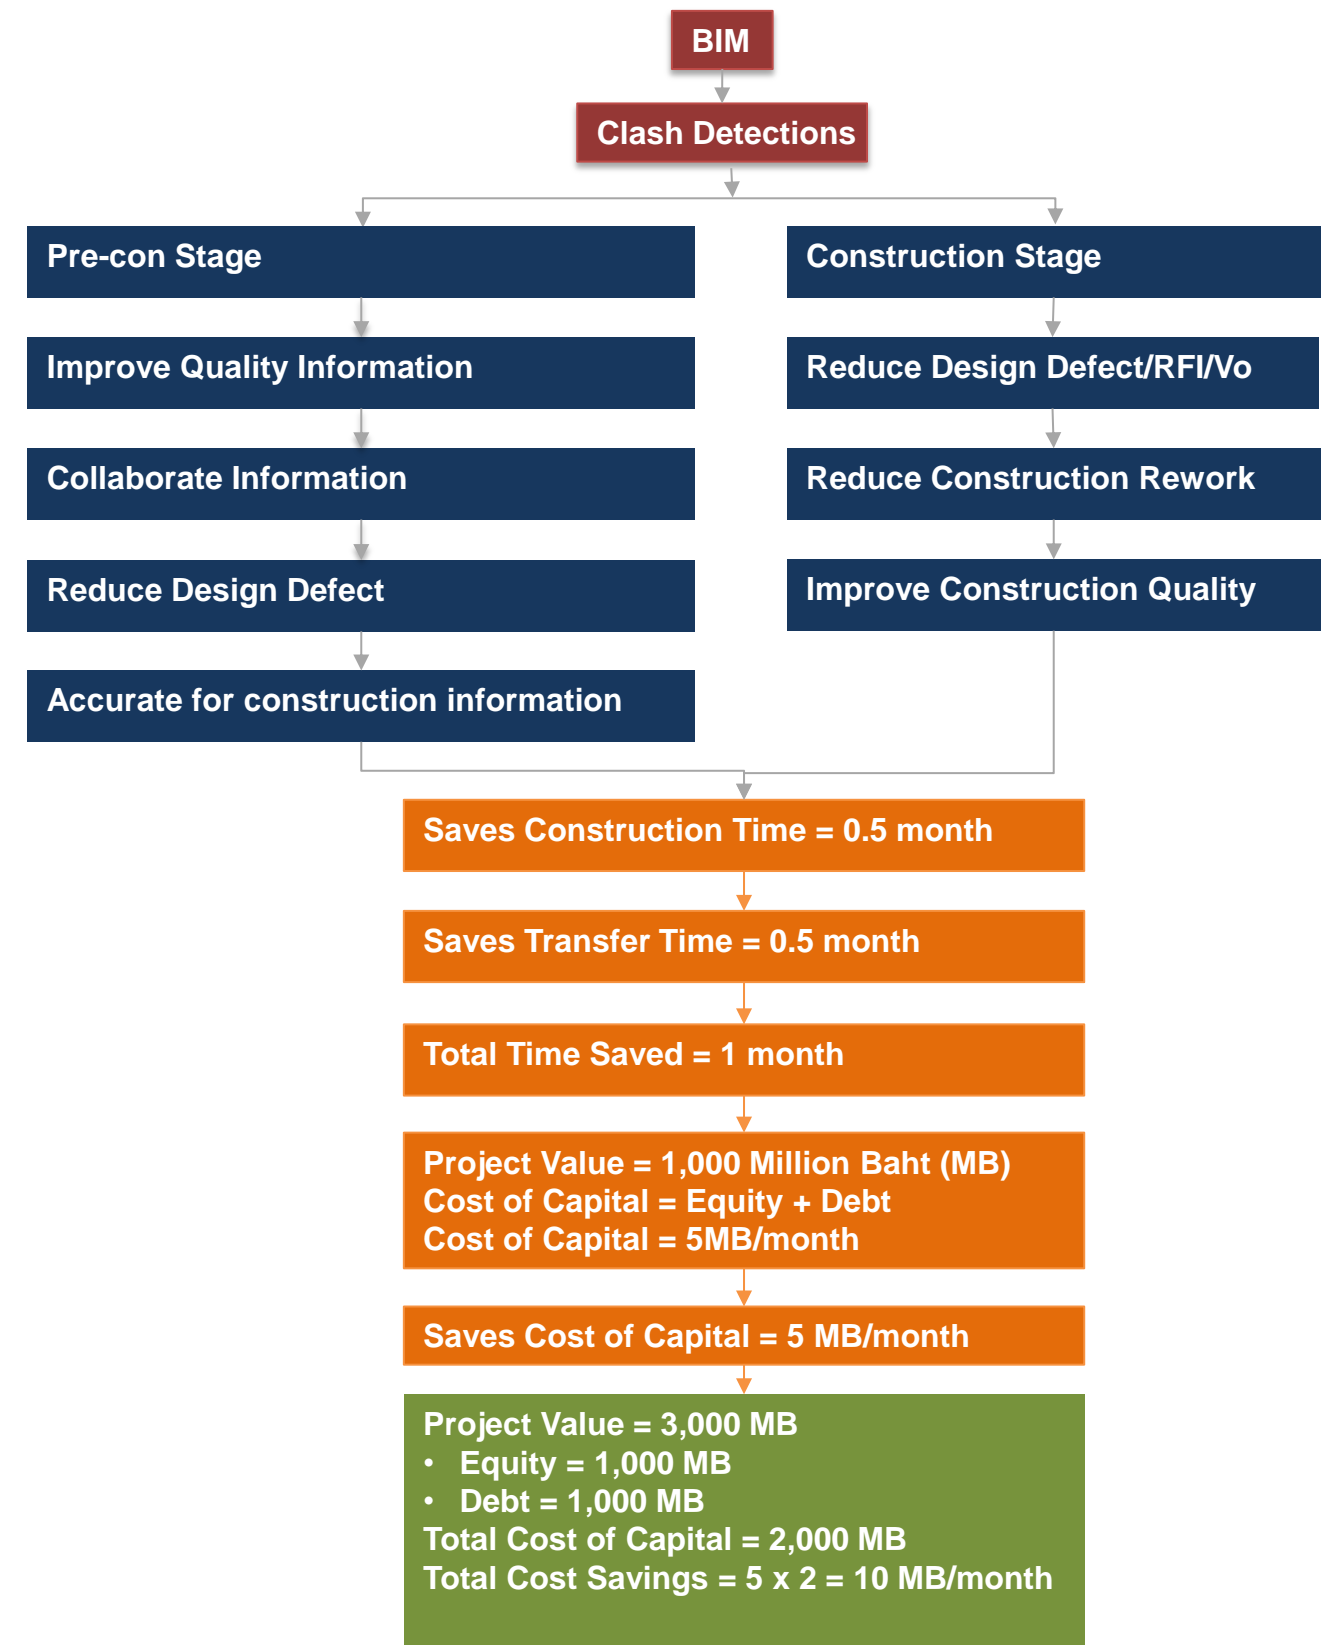 BIM
Clash Detections
Pre-con Stage
Improve Quality Information
Collaborate Information
Reduce Design Defect
Accurate for construction information
Construction Stage
Reduce Design Defect/RFI/Vo
Reduce Construction Rework
Improve Construction Quality
Saves Construction Time = 0.5 month
Saves Transfer Time = 0.5 month
Total Time Saved = 1 month
Project Value = 1,000 Million Baht (MB)
Cost of Capital = Equity + Debt
Cost of Capital = 5MB/month
Saves Cost of Capital = 5 MB/month
Project Value = 3,000 MB
• Equity = 1,000 MB
• Debt = 1,000 MB
Total Cost of Capital = 2,000 MB
Total Cost Savings = 5 x 2 = 10 MB/month